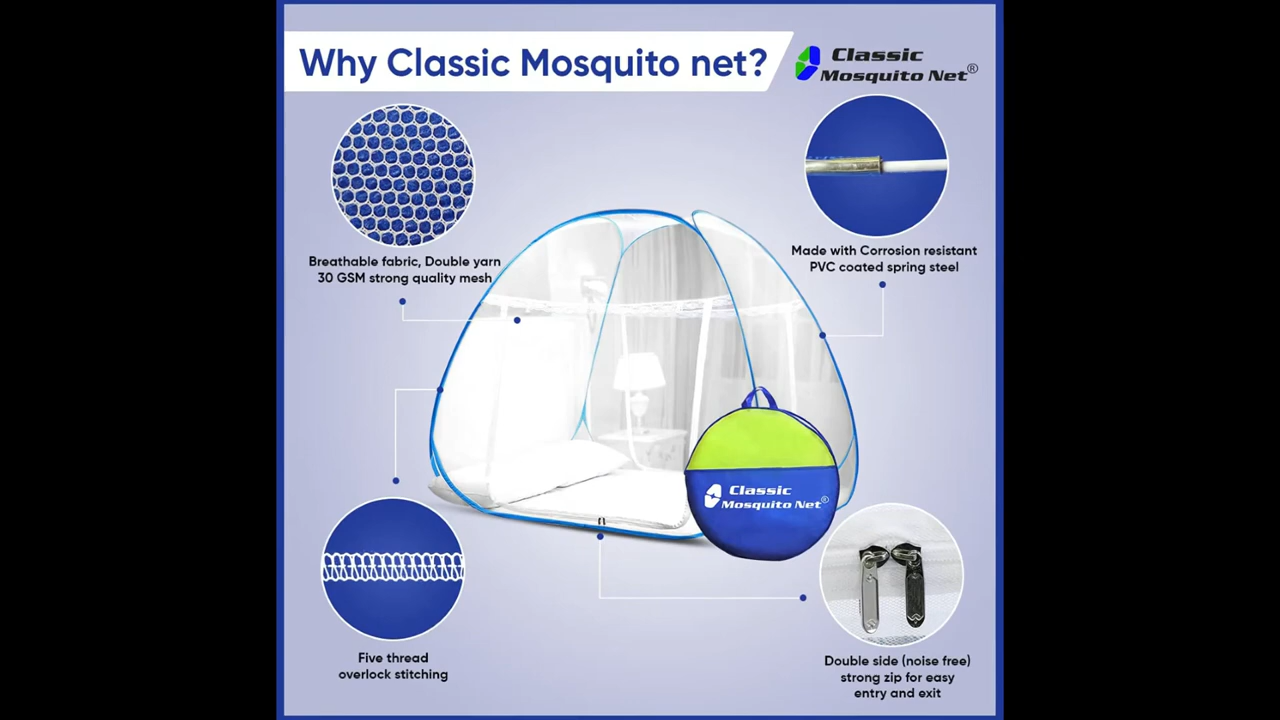 Why Classic Mosquito net?
Classic
Mosquito Net®
Breathable fabric, Double yarn
30 GSM strong quality mesh
Made with Corrosion resistant
PVC coated spring steel
Classic
Mosquito Net®
Five thread
overlock stitching
Double side (noise free)
strong zip for easy
entry and exit